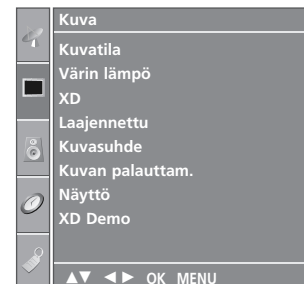 Kuva
Kuvatila
Värin lämpö
XD
Laajennettu
Kuvasuhde
Kuvan palauttam.
Näyttö
XD Demo
▲▼ ◄► OK MENU